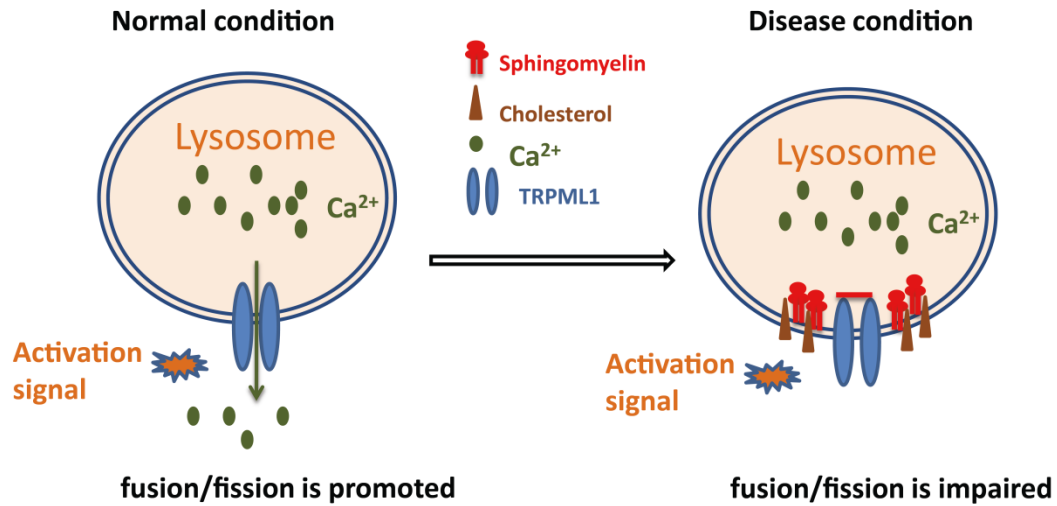 Normal condition
Disease condition
Sphingomyelin
Cholesterol
Ca²⁺
TRPML1
Lysosome
Ca²⁺
Activation
signal
fusion/fission is promoted
Lysosome
Ca²⁺
Activation
signal
fusion/fission is impaired